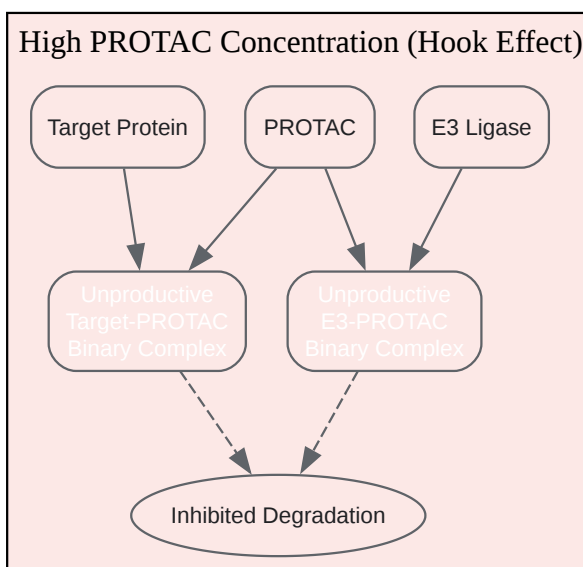 High PROTAC Concentration (Hook Effect)
Target Protein
PROTAC
E3 Ligase
Unproductive
Target-PROTAC
Binary Complex
Unproductive
E3-PROTAC
Binary Complex
Inhibited Degradation